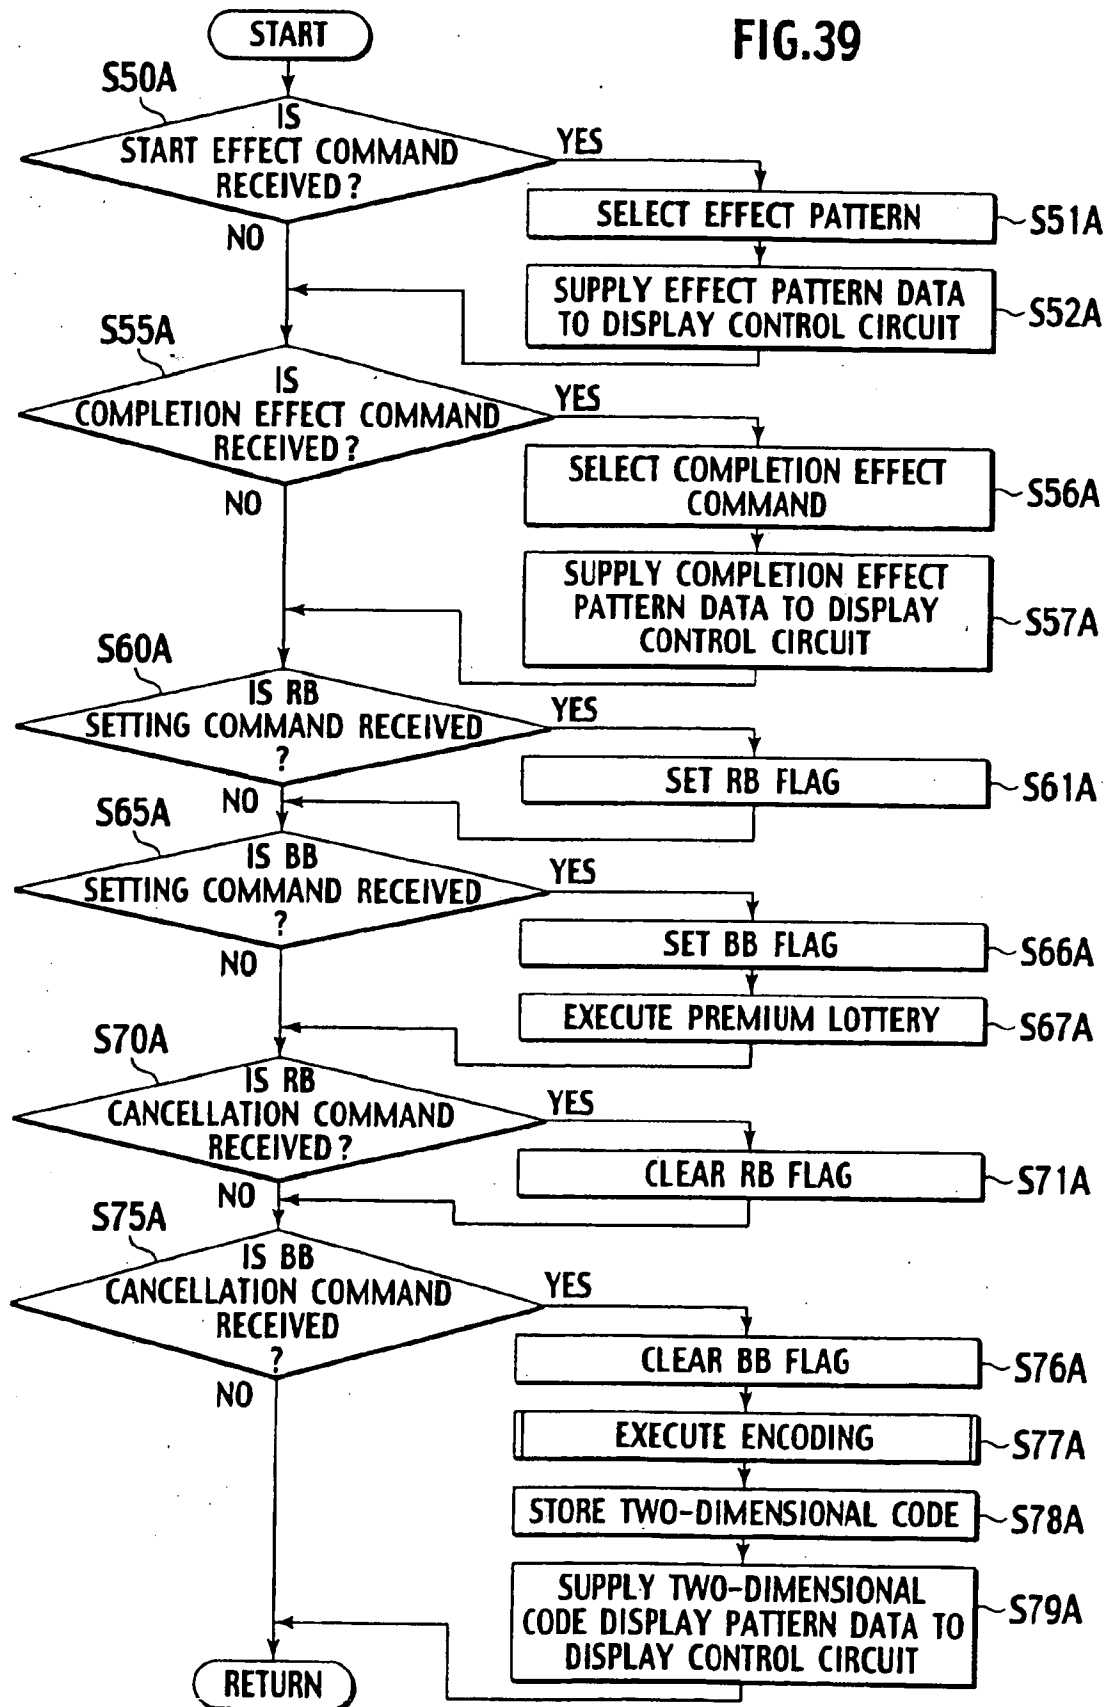 START
FIG.39
S50A
IS
START EFFECT COMMAND
RECEIVED?
YES
NO
SELECT EFFECT PATTERN
S51A
SUPPLY EFFECT PATTERN DATA
TO DISPLAY CONTROL CIRCUIT
S52A
S55A
IS
COMPLETION EFFECT COMMAND
RECEIVED?
YES
NO
SELECT COMPLETION EFFECT
COMMAND
S56A
SUPPLY COMPLETION EFFECT
PATTERN DATA TO DISPLAY
CONTROL CIRCUIT
S57A
S60A
IS RB
SETTING COMMAND RECEIVED
?
YES
NO
SET RB FLAG
S61A
S65A
IS BB
SETTING COMMAND RECEIVED
?
YES
NO
SET BB FLAG
S66A
EXECUTE PREMIUM LOTTERY
S67A
S70A
IS RB
CANCELLATION COMMAND
RECEIVED?
YES
NO
CLEAR RB FLAG
S71A
S75A
IS BB
CANCELLATION COMMAND
RECEIVED
?
YES
NO
CLEAR BB FLAG
S76A
EXECUTE ENCODING
S77A
STORE TWO-DIMENSIONAL CODE
S78A
SUPPLY TWO-DIMENSIONAL
CODE DISPLAY PATTERN DATA TO
DISPLAY CONTROL CIRCUIT
S79A
RETURN